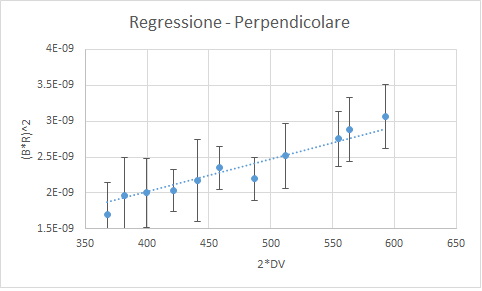 Regressione - Perpendicolare
4E-09
3.5E-09
3E-09
2.5E-09
2E-09
1.5E-09
(B*R)^2
350 400 450 500 550 600 650
2*DV